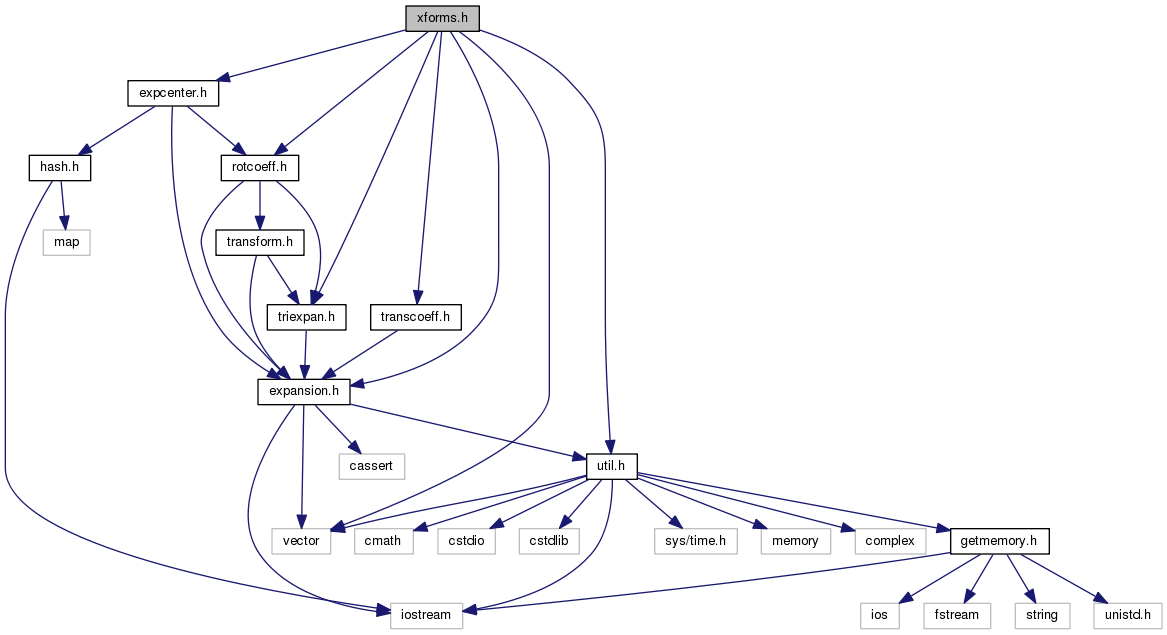 xforms.h
expcenter.h
hash.h
rotcoeff.h
map
transform.h
triexpan.h
transcoeff.h
expansion.h
cassert
util.h
vector
cmath
cstdio
cstdlib
sys/time.h
memory
complex
getmemory.h
iostream
ios
fstream
string
unistd.h